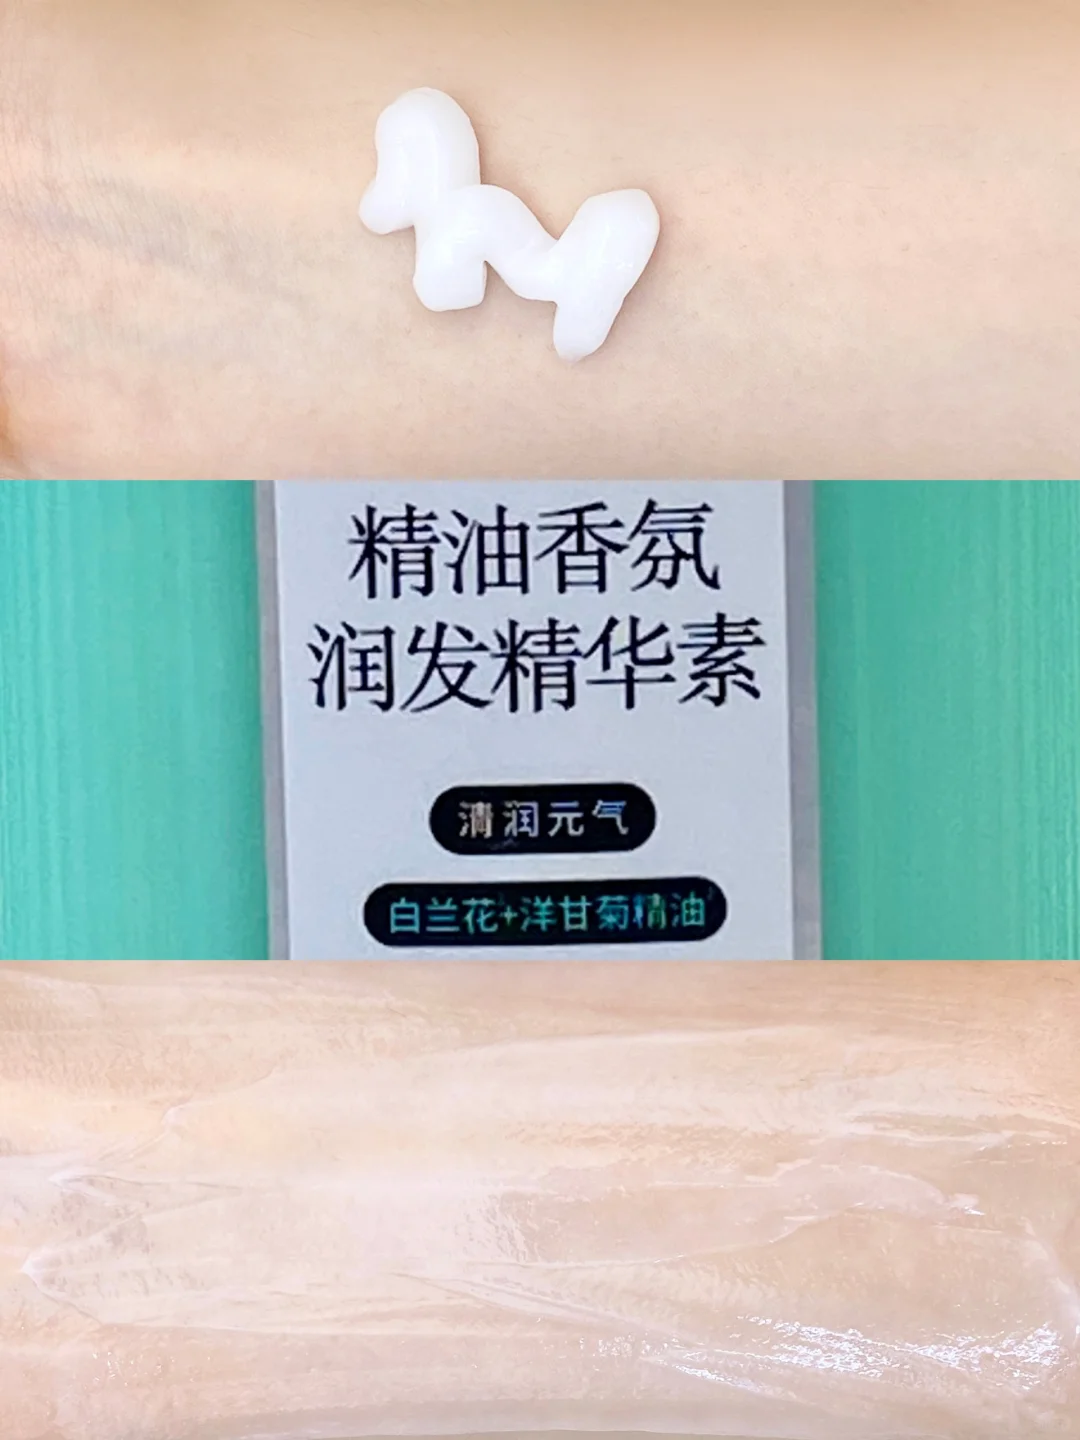 精油香氛
润发精华素
清润元气
白兰花+洋甘菊精油